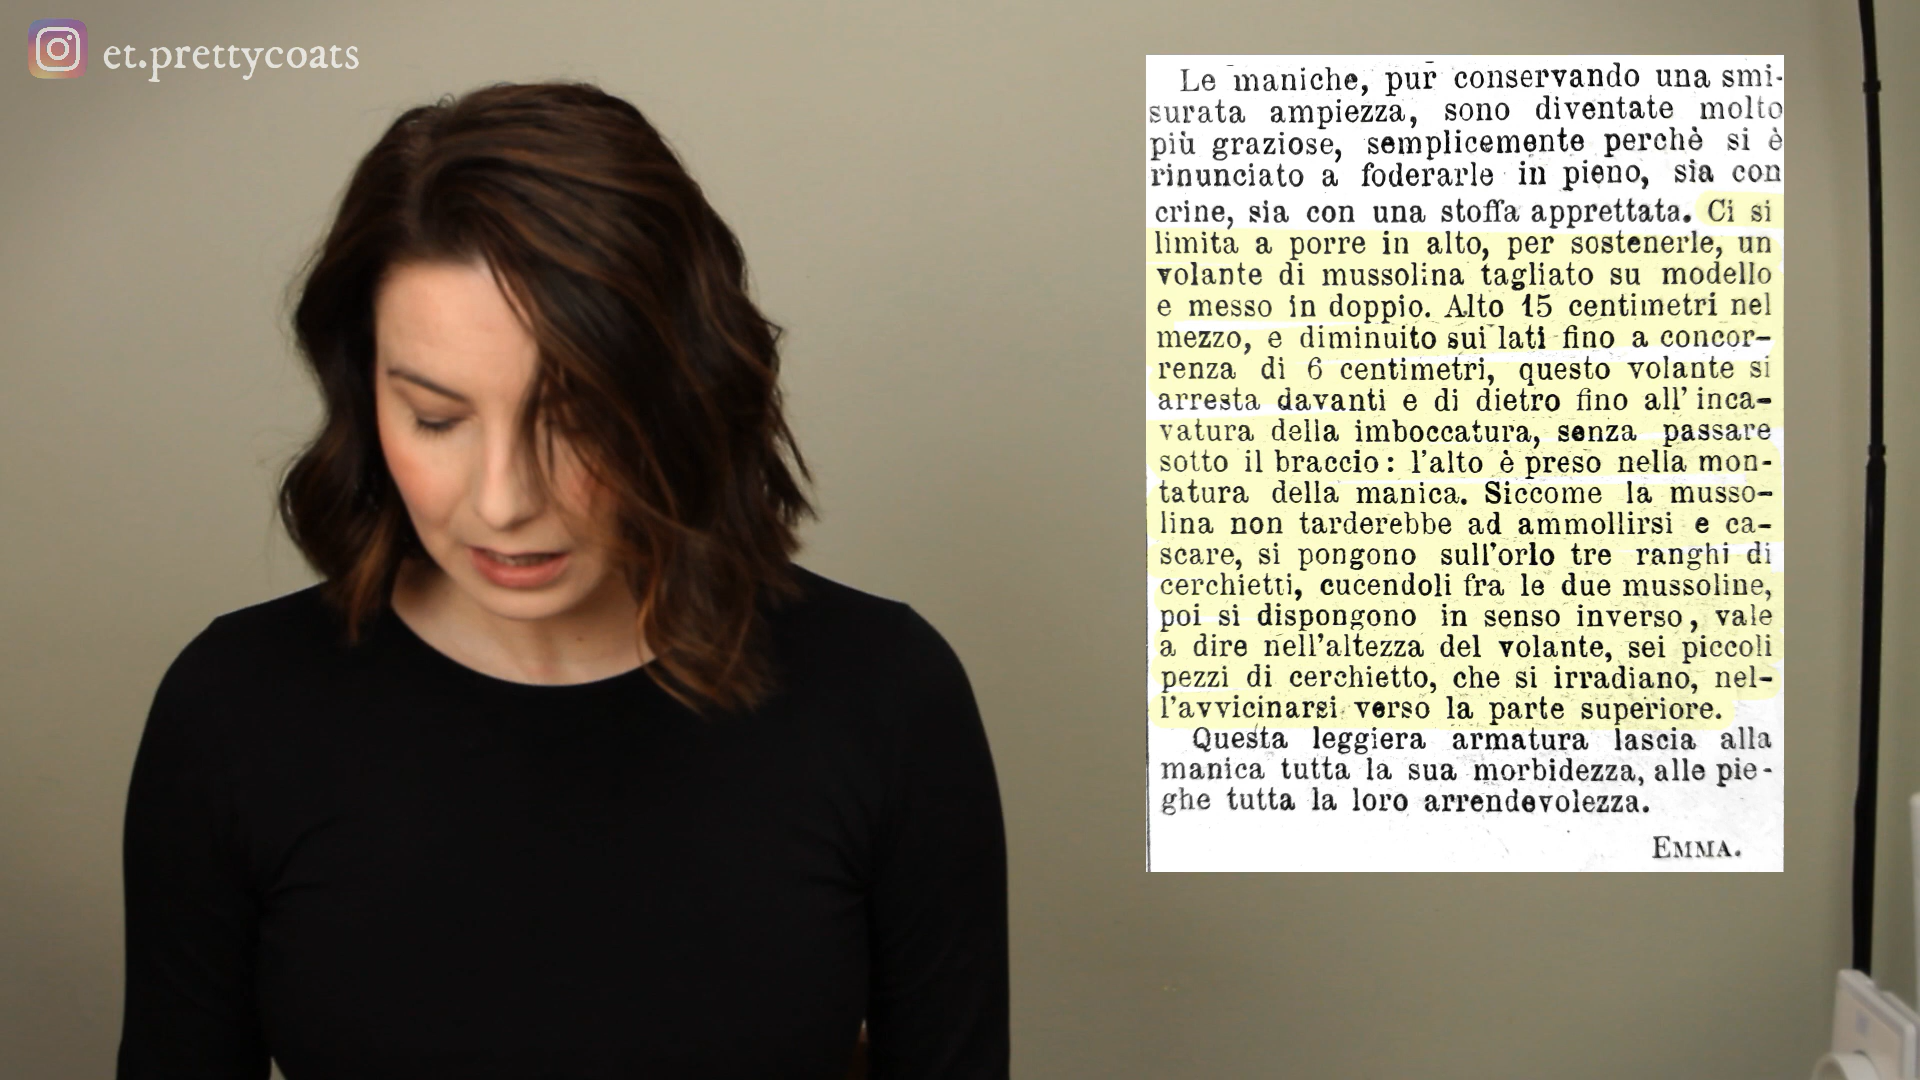 et.prettycoats
Le maniche, pur conservando una smi-
surata ampiezza, sono diventate molto
più graziose, semplicemente perchè si è
rinunciato a foderarle in pieno, sia con
crine, sia con una stoffa apprettata. Ci si
limita a porre in alto, per sostenerle, un
volante di mussolina tagliato su modello
e messo in doppio. Alto 15 centimetri nel
mezzo, e diminuito sui lati fino a concor-
renza di 6 centimetri, questo volante si
arresta davanti e di dietro fino all'inca-
vatura della imboccatura, senza passare
sotto il braccio: l'alto è preso nella mon-
tatura della manica. Siccome la musso-
lina non tarderebbe ad ammollirsi e ca-
scare, si pongono sull'orlo tre ranghi di
cerchietti, cucendoli fra le due mussoline,
poi si dispongono in senso inverso, vale
a dire nell'altezza del volante, sei piccoli
pezzi di cerchietto, che si irradiano, nel-
l'avvicinarsi verso la parte superiore.
Questa leggiera armatura lascia alla
manica tutta la sua morbidezza, alle pie-
ghe tutta la loro arrendevolezza.
EMMA.